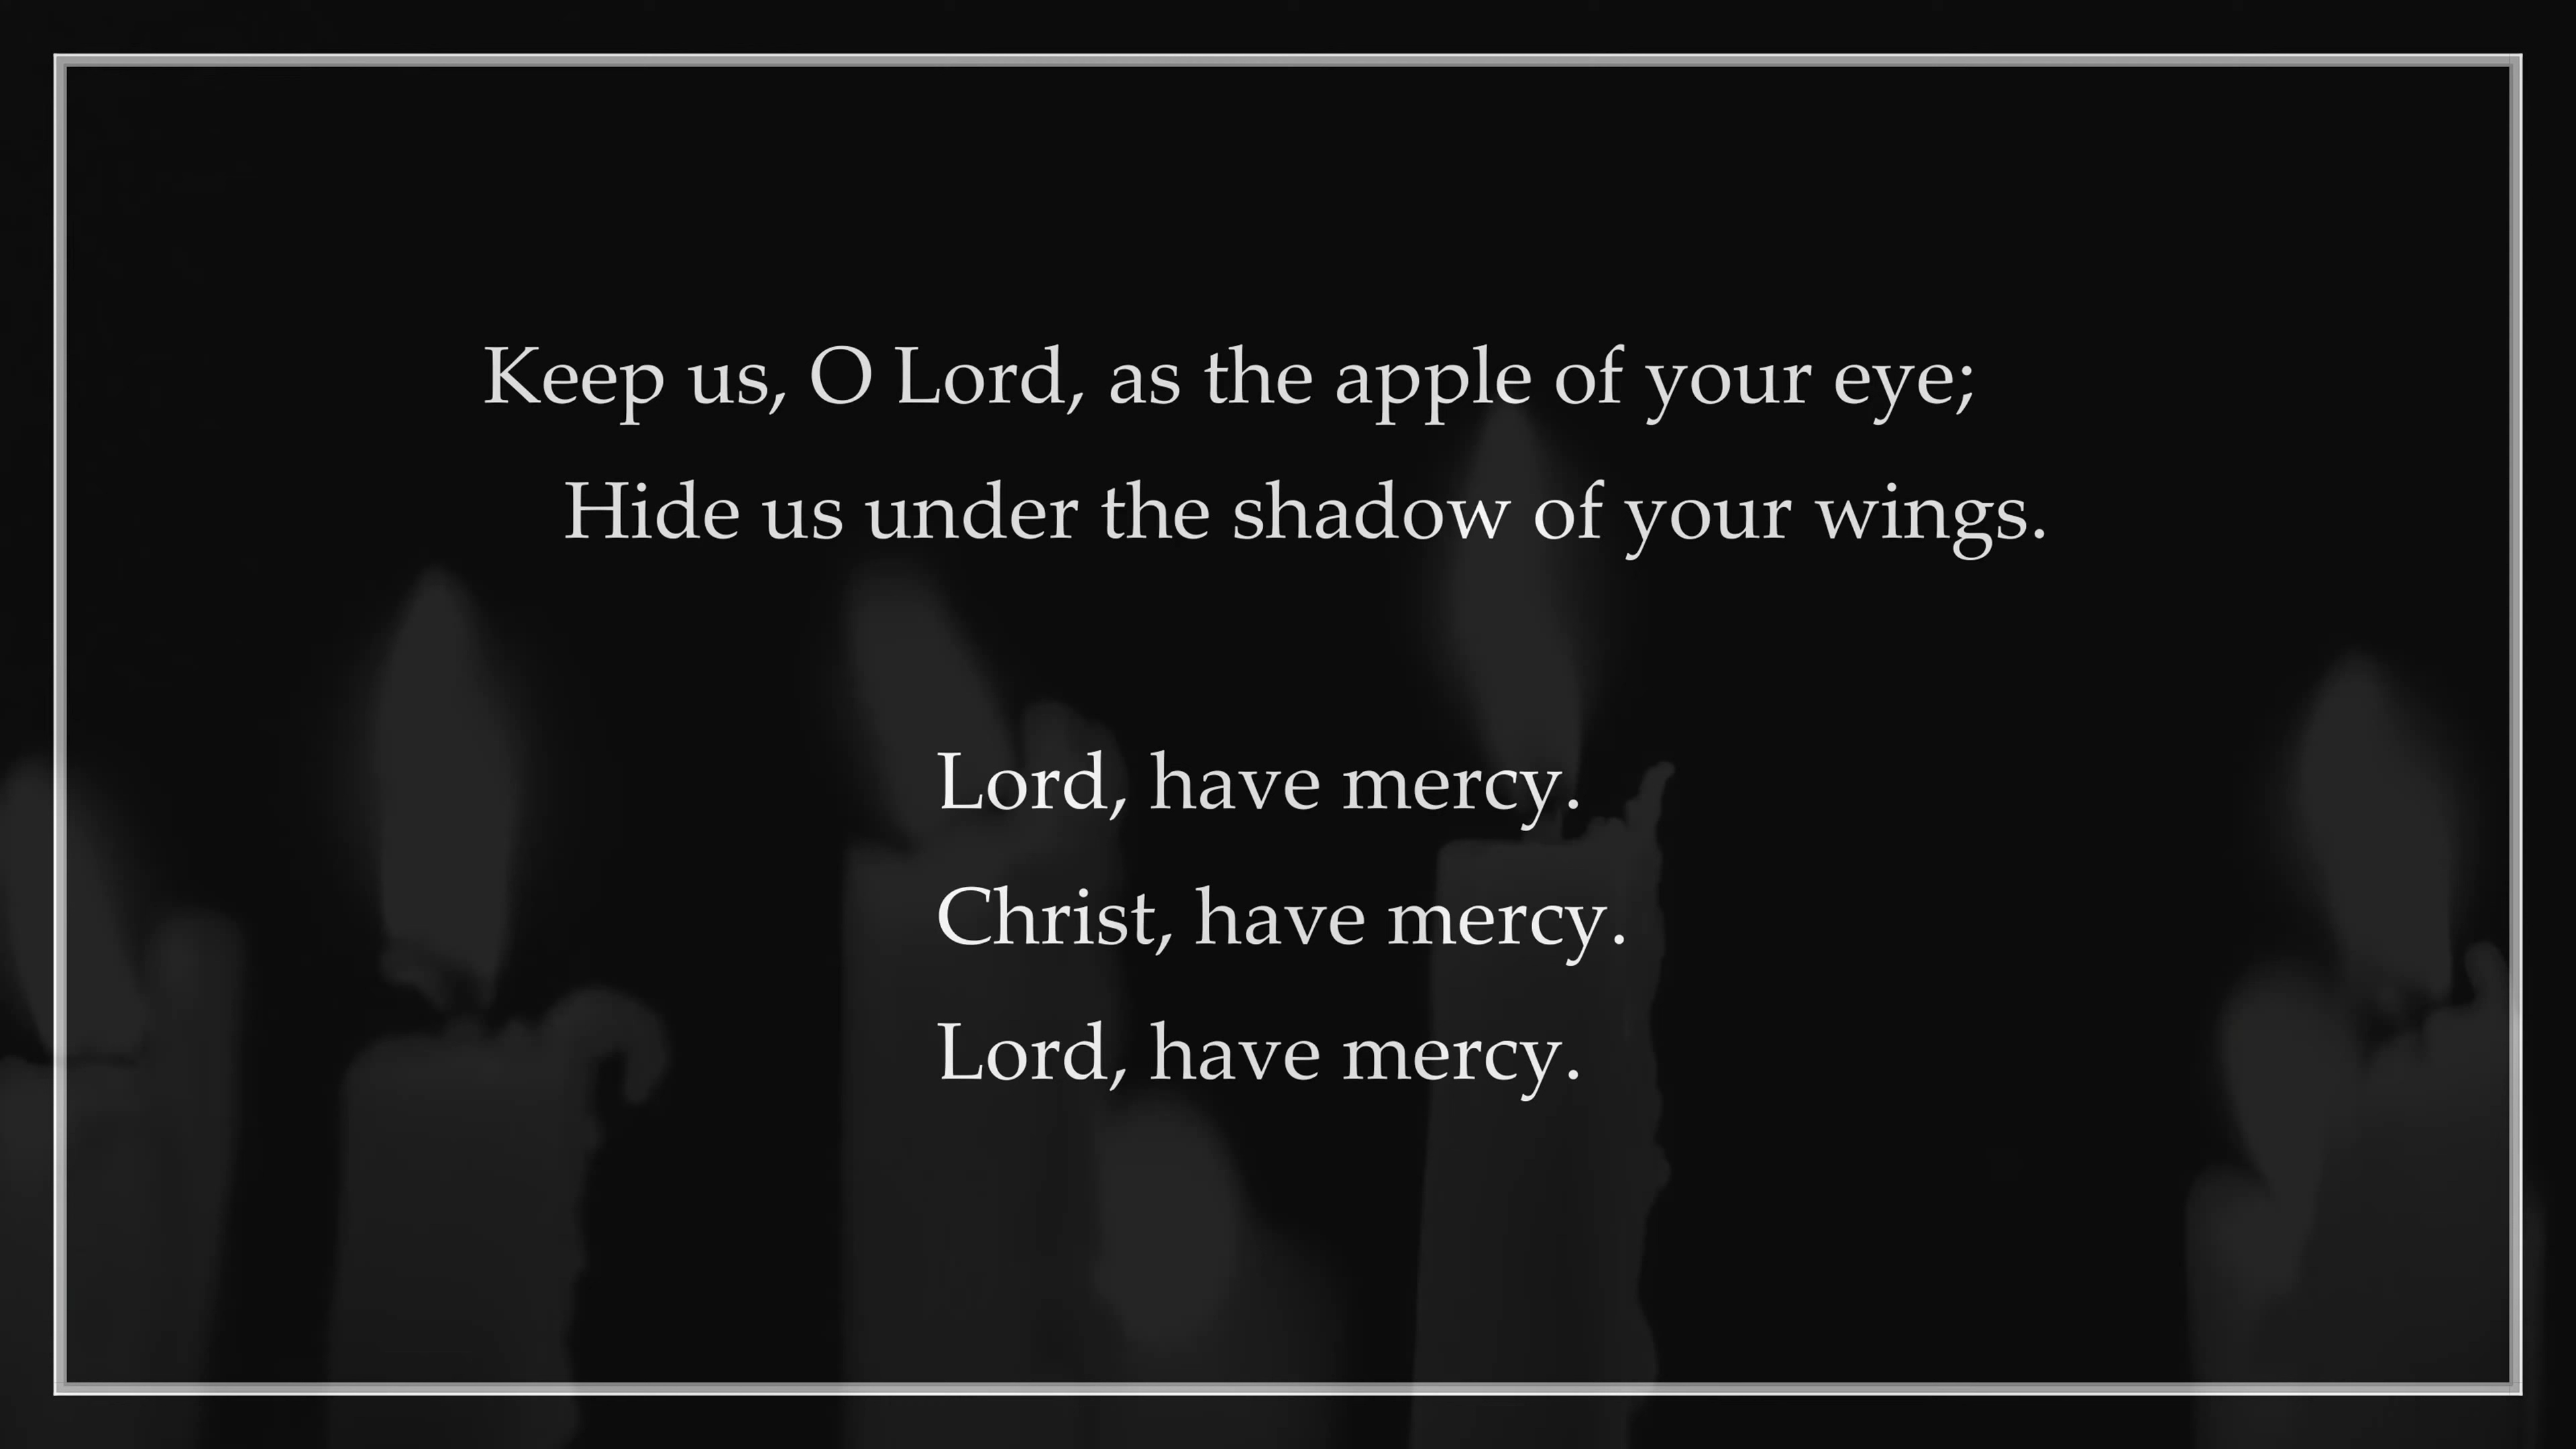 Keep us, O Lord, as the apple of your eye;
Hide us under the shadow of your wings.
Lord, have mercy.
Christ, have mercy.
Lord, have mercy.